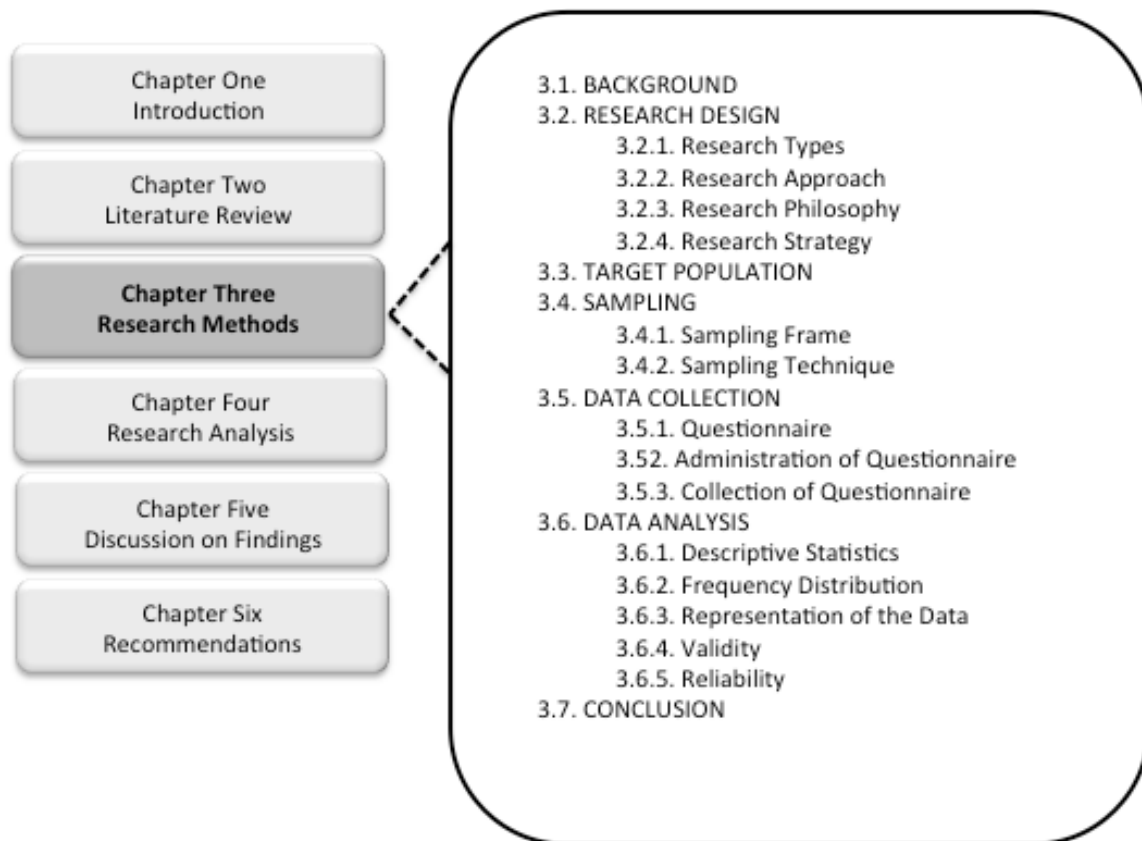 Chapter One
Introduction
Chapter Two
Literature Review
Chapter Three
Research Methods
Chapter Four
Research Analysis
Chapter Five
Discussion on Findings
Chapter Six
Recommendations
3.1. BACKGROUND
3.2. RESEARCH DESIGN
3.2.1. Research Types
3.2.2. Research Approach
3.2.3. Research Philosophy
3.2.4. Research Strategy
3.3. TARGET POPULATION
3.4. SAMPLING
3.4.1. Sampling Frame
3.4.2. Sampling Technique
3.5. DATA COLLECTION
3.5.1. Questionnaire
3.52. Administration of Questionnaire
3.5.3. Collection of Questionnaire
3.6. DATA ANALYSIS
3.6.1. Descriptive Statistics
3.6.2. Frequency Distribution
3.6.3. Representation of the Data
3.6.4. Validity
3.6.5. Reliability
3.7. CONCLUSION